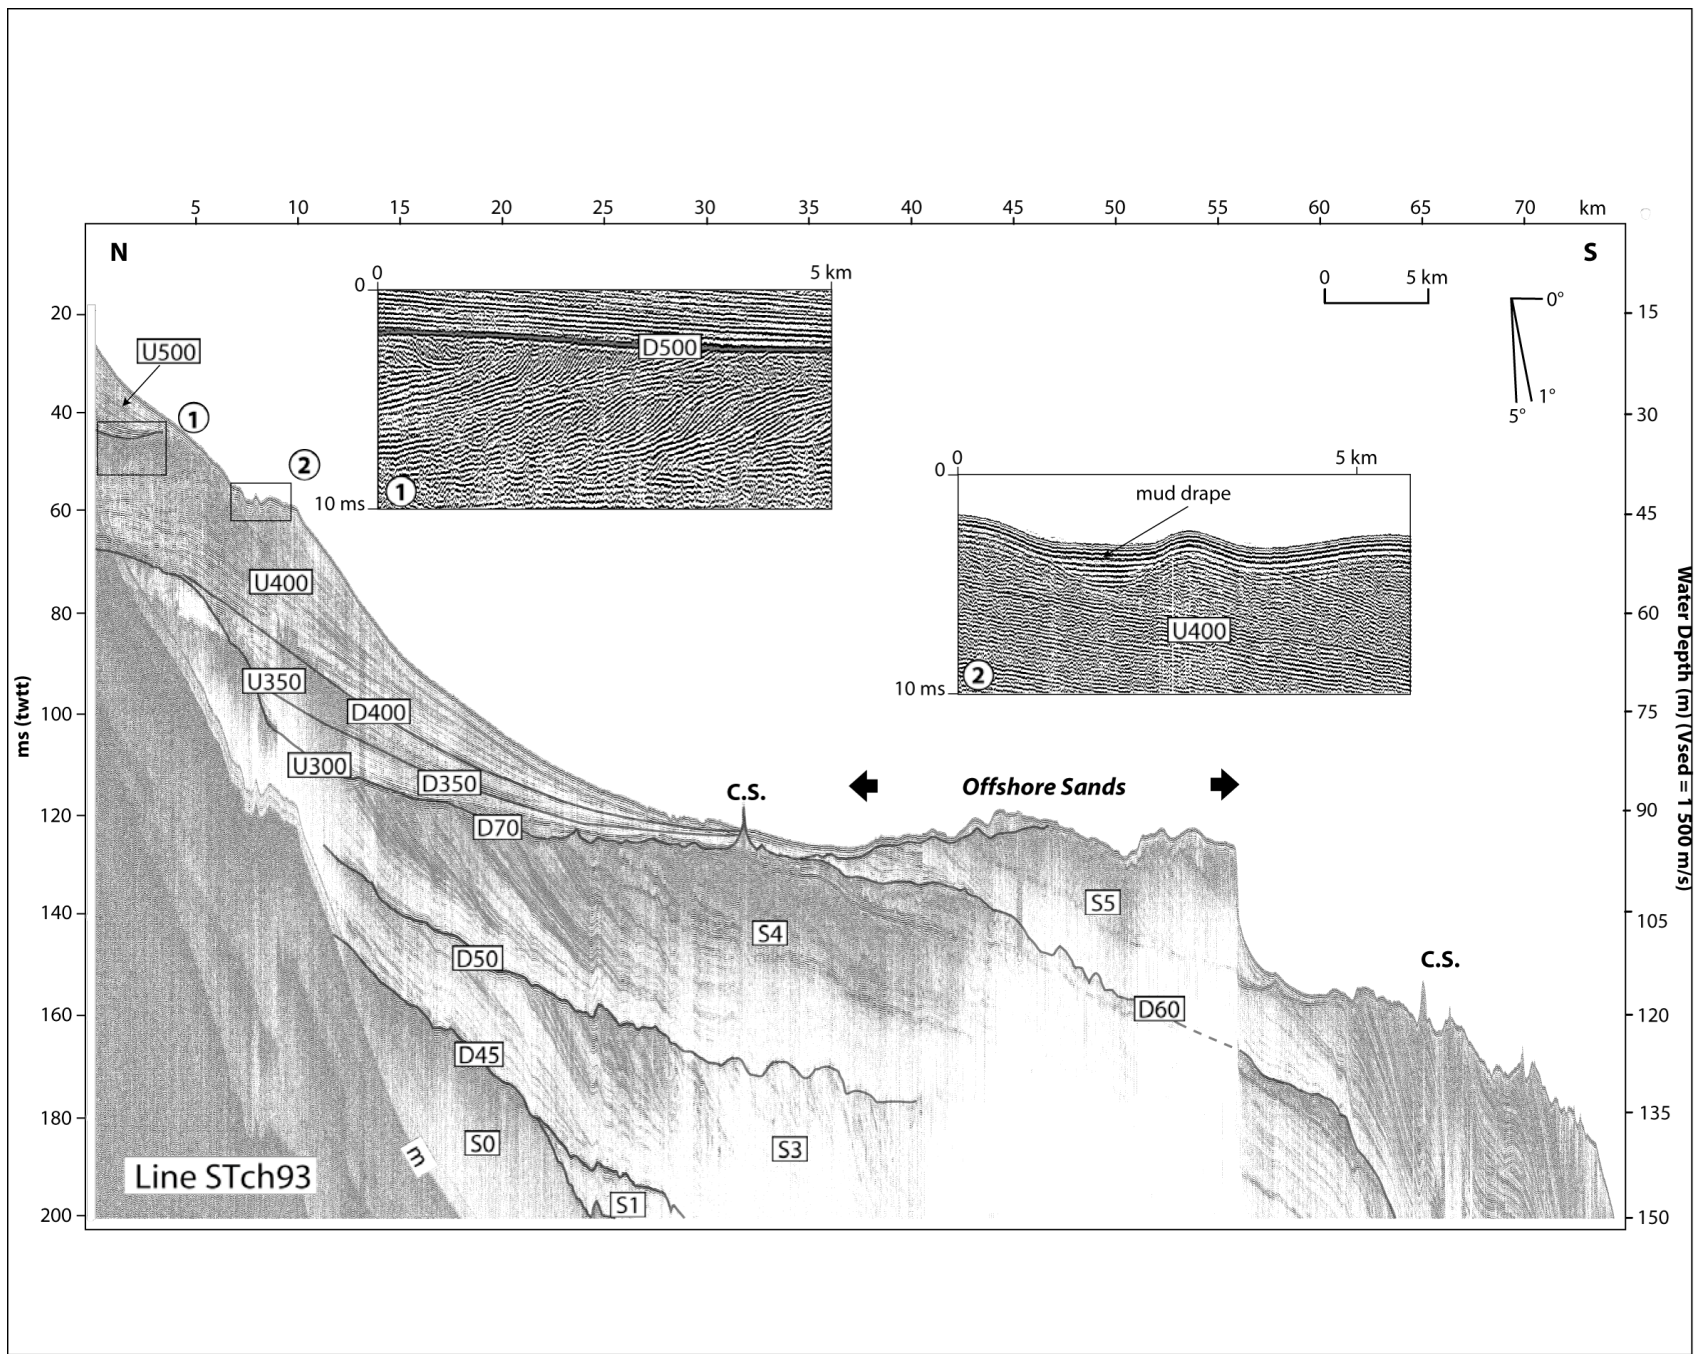 5 10 15 20 25 30 35 40 45 50 55 60 65 70 km
N
S
0 5 km
0 5 km
0
0°
20
15
U500
D500
40
30
1
1°
5°
2
0 5 km
0
10 ms
1
mud drape
60
45
U400
80
60
U400
U350
2
10 ms
D400
100
75
ms (twtt)
Water Depth (m) (Vsed = 1 500 m/s)
U300
D350
C.S.
Offshore Sands
120
90
D70
140
S5
105
S4
D50
C.S.
160
D60
120
D45
180
135
S0
S3
m
Line STch93
S1
200
150